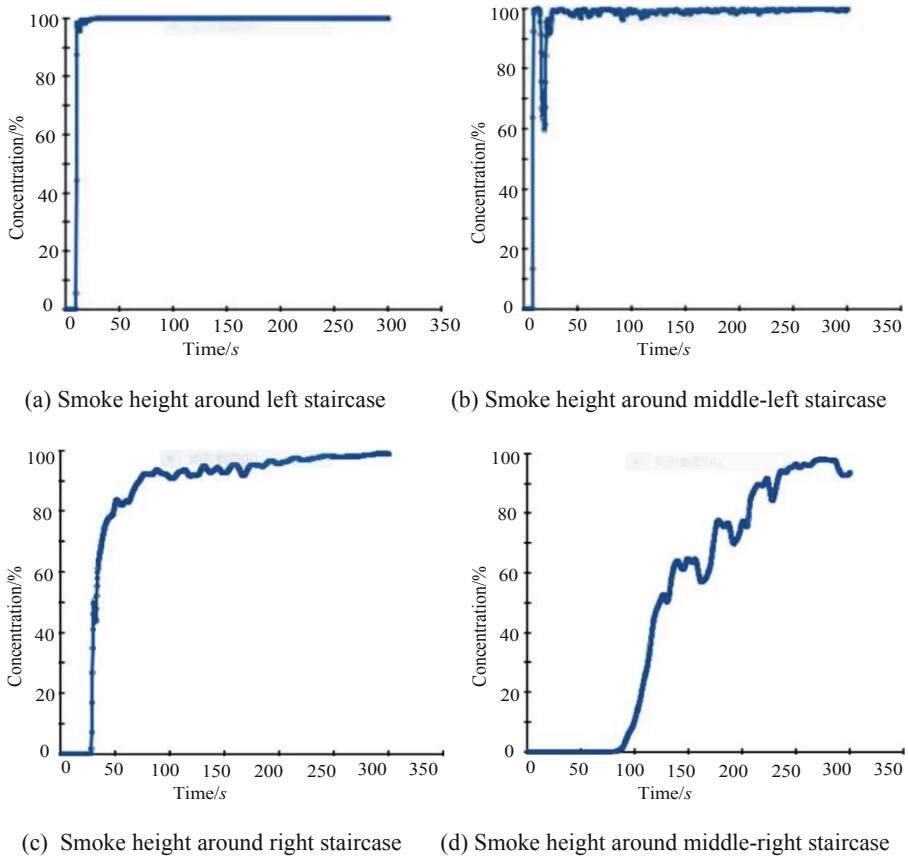 100
80
60
40
20
0
Concentration/%
0 50 100 150 200 250 300 350
Time/s
(a) Smoke height around left staircase
100
80
60
40
20
0
Concentration/%
0 50 100 150 200 250 300 350
Time/s
(b) Smoke height around middle-left staircase
100
80
60
40
20
0
Concentration/%
0 50 100 150 200 250 300 350
Time/s
(c) Smoke height around right staircase
100
80
60
40
20
0
Concentration/%
0 50 100 150 200 250 300 350
Time/s
(d) Smoke height around middle-right staircase